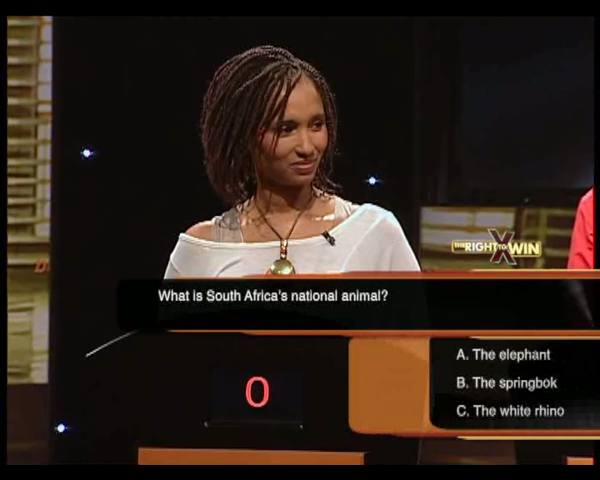 THE RIGHT TO WIN
What is South Africa's national animal?
0
A. The elephant
B. The springbok
C. The white rhino